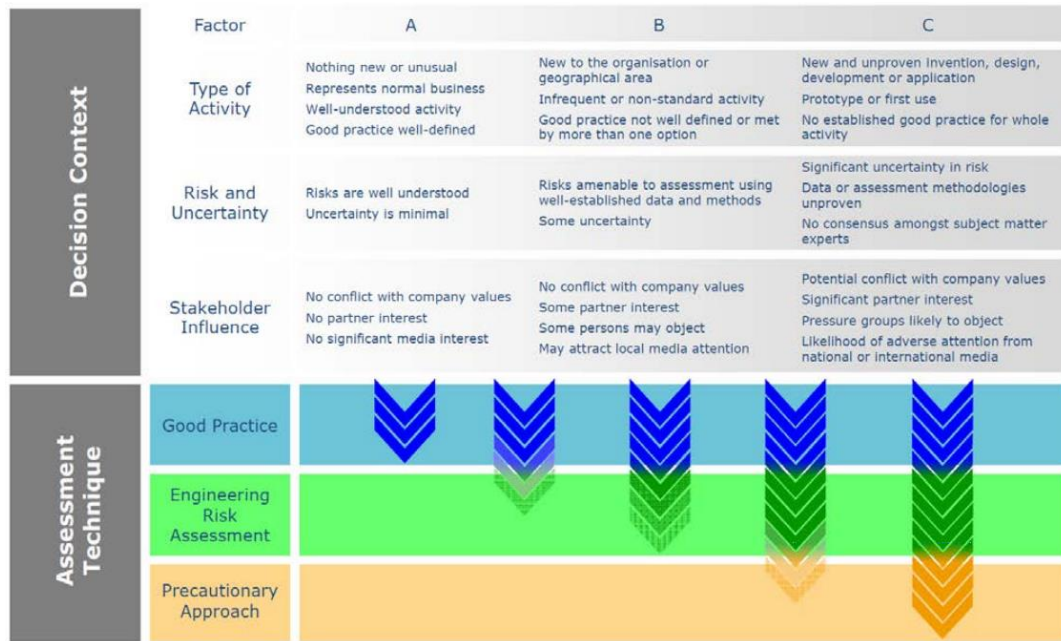 Decision Context
Factor
A
B
C
Type of
Activity
Nothing new or unusual
Represents normal business
Well-understood activity
Good practice well-defined
New to the organisation or
geographical area
Infrequent or non-standard activity
Good practice not well defined or met
by more than one option
New and unproven invention, design,
development or application
Prototype or first use
No established good practice for whole
activity
Risk and
Uncertainty
Risks are well understood
Uncertainty is minimal
Risks amenable to assessment using
well-established data and methods
Some uncertainty
Significant uncertainty in risk
Data or assessment methodologies
unproven
No consensus amongst subject matter
experts
Stakeholder
Influence
No conflict with company values
No partner interest
No significant media interest
No conflict with company values
Some partner interest
Some persons may object
May attract local media attention
Potential conflict with company values
Significant partner interest
Pressure groups likely to object
Likelihood of adverse attention from
national or international media
Assessment
Technique
Good Practice
Engineering
Risk
Assessment
Precautionary
Approach